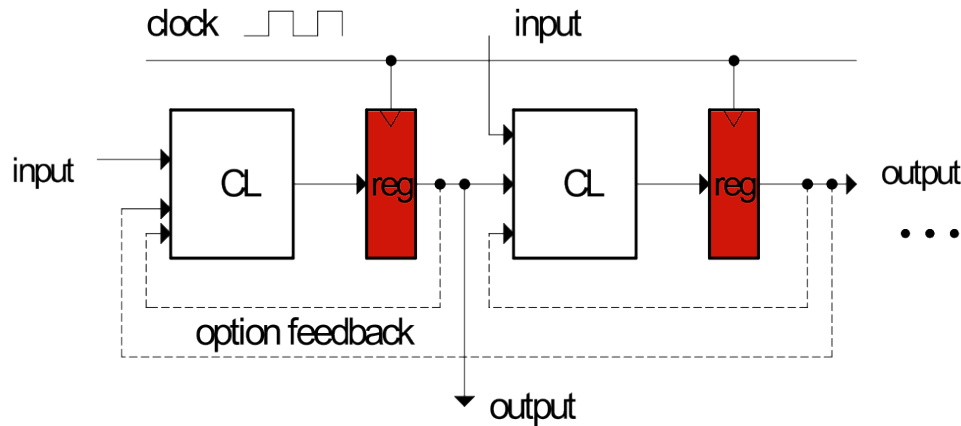 clock
input
input
CL
reg
CL
reg
output
option feedback
output